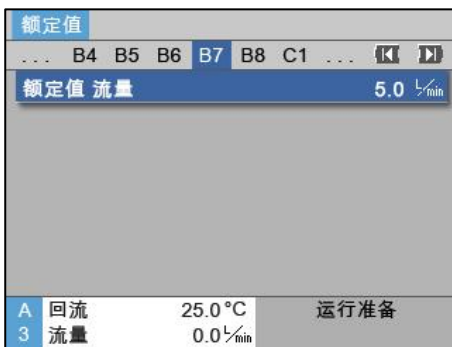 额定值
... B4 B5 B6 B7 B8 C1 ...
额定值 流量 5.0 L/min
A 回流 25.0°C 运行准备
3 流量 0.0 L/min